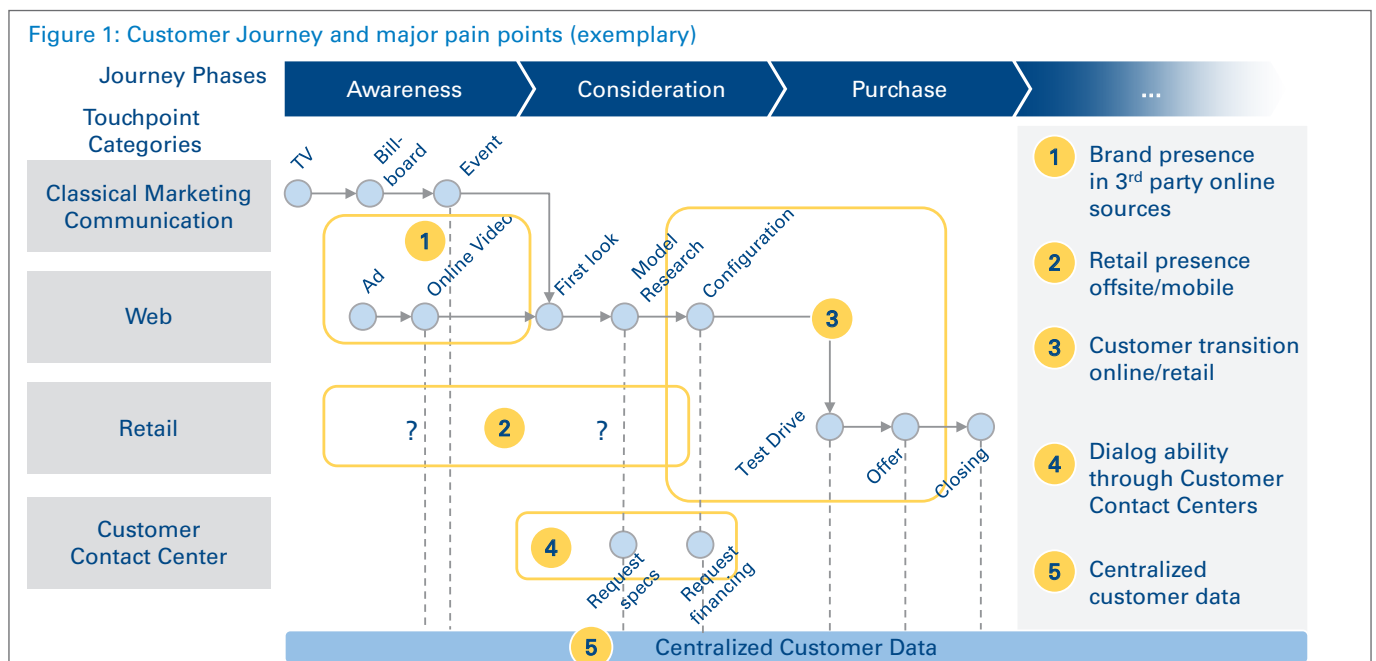 Figure 1: Customer Journey and major pain points (exemplary)
Journey Phases
Awareness
Consideration
Purchase
...
Touchpoint
Categories
Classical Marketing
Communication
TV
Bill-
board
Event
Web
1
Ad
Online Video
First look
Model
Research
Configuration
3
Retail
?
2
?
Test Drive
Offer
Closing
Customer
Contact Center
4
Request
specs
Request
financing
5
Centralized Customer Data
1
Brand presence
in 3rd party online
sources
2
Retail presence
offsite/mobile
3
Customer transition
online/retail
4
Dialog ability
through Customer
Contact Centers
5
Centralized
customer data